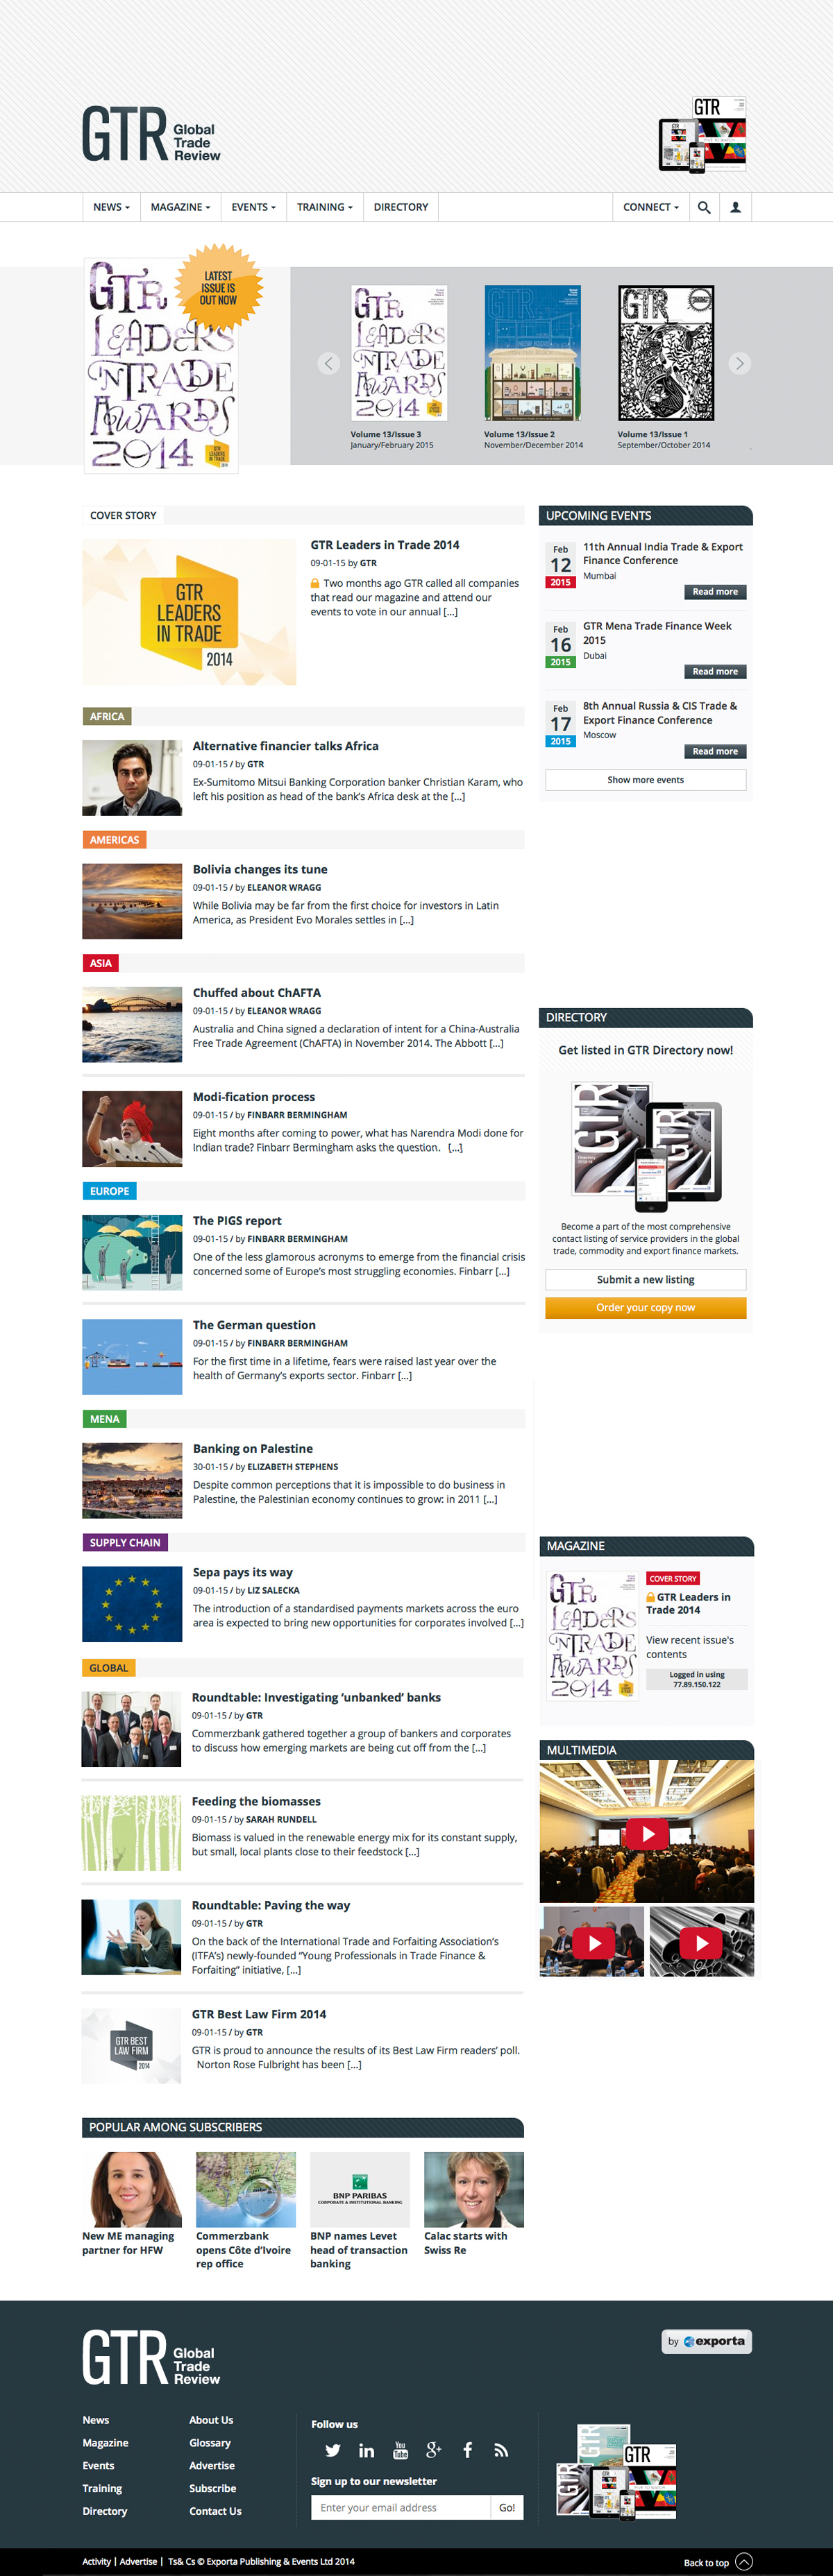 GTR Global
Trade
Review
GTR
NEWS
MAGAZINE
EVENTS
TRAINING
DIRECTORY
CONNECT
LATEST
ISSUE IS
OUT NOW
GTR
LEADERS
IN TRADE
AWARDS
2014
GTR
LEADERS
IN TRADE
AWARDS
2014
GTR
GTR
Volume 13/Issue 3
January/February 2015
Volume 13/Issue 2
November/December 2014
Volume 13/Issue 1
September/October 2014
COVER STORY
GTR
LEADERS
IN TRADE
2014
GTR Leaders in Trade 2014
09-01-15 by GTR
Two months ago GTR called all companies
that read our magazine and attend our
events to vote in our annual [...]
AFRICA
Alternative financier talks Africa
09-01-15 / by GTR
Ex-Sumitomo Mitsui Banking Corporation banker Christian Karam, who
left his position as head of the bank's Africa desk at the [...]
AMERICAS
Bolivia changes its tune
09-01-15 / by ELEANOR WRAGG
While Bolivia may be far from the first choice for investors in Latin
America, as President Evo Morales settles in [...]
ASIA
Chuffed about ChAFTA
09-01-15 / by ELEANOR WRAGG
Australia and China signed a declaration of intent for a China-Australia
Free Trade Agreement (ChAFTA) in November 2014. The Abbott [...]
Modi-fication process
09-01-15 / by FINBARR BERMINGHAM
Eight months after coming to power, what has Narendra Modi done for
Indian trade? Finbarr Bermingham asks the question. [...]
EUROPE
The PIGS report
09-01-15 / by FINBARR BERMINGHAM
One of the less glamorous acronyms to emerge from the financial crisis
concerned some of Europe's most struggling economies. Finbarr [...]
The German question
09-01-15 / by FINBARR BERMINGHAM
For the first time in a lifetime, fears were raised last year over the
health of Germany's exports sector. Finbarr [...]
MENA
Banking on Palestine
30-01-15 / by ELIZABETH STEPHENS
Despite common perceptions that it is impossible to do business in
Palestine, the Palestinian economy continues to grow: in 2011 [...]
SUPPLY CHAIN
Sepa pays its way
09-01-15 / by LIZ SALECKA
The introduction of a standardised payments markets across the euro
area is expected to bring new opportunities for corporates involved [...]
GLOBAL
Roundtable: Investigating 'unbanked' banks
09-01-15 / by GTR
Commerzbank gathered together a group of bankers and corporates
to discuss how emerging markets are being cut off from the [...]
Feeding the biomasses
09-01-15 / by SARAH RUNDELL
Biomass is valued in the renewable energy mix for its constant supply,
but small, local plants close to their feedstock [...]
Roundtable: Paving the way
09-01-15 / by GTR
On the back of the International Trade and Forfaiting Association's
(ITFA's) newly-founded "Young Professionals in Trade Finance &
Forfaiting" initiative, [...]
GTR BEST
LAW FIRM
2014
GTR Best Law Firm 2014
09-01-15 / by GTR
GTR is proud to announce the results of its Best Law Firm readers' poll.
Norton Rose Fulbright has been [...]
UPCOMING EVENTS
Feb
12
2015
11th Annual India Trade & Export
Finance Conference
Mumbai
Read more
Feb
16
2015
GTR Mena Trade Finance Week
2015
Dubai
Read more
Feb
17
2015
8th Annual Russia & CIS Trade &
Export Finance Conference
Moscow
Read more
Show more events
DIRECTORY
Get listed in GTR Directory now!
GTR
GTR
Become a part of the most comprehensive
contact listing of service providers in the global
trade, commodity and export finance markets.
Submit a new listing
Order your copy now
MAGAZINE
GTR
LEADERS
IN TRADE
AWARDS
2014
COVER STORY
GTR Leaders in
Trade 2014
View recent issue's
contents
Logged in using
77.89.150.122
MULTIMEDIA
POPULAR AMONG SUBSCRIBERS
BNP PARIBAS
CORPORATE & INSTITUTIONAL BANKING
New ME managing
partner for HFW
Commerzbank
opens Côte d'Ivoire
rep office
BNP names Levet
head of transaction
banking
Calac starts with
Swiss Re
GTR Global
Trade
Review
by exporta
News
Magazine
Events
Training
Directory
About Us
Glossary
Advertise
Subscribe
Contact Us
Follow us
You
Tube
Sign up to our newsletter
Enter your email address
Go!
GTR
GTR
GTR
Activity | Advertise | Ts& Cs © Exporta Publishing & Events Ltd 2014
Back to top